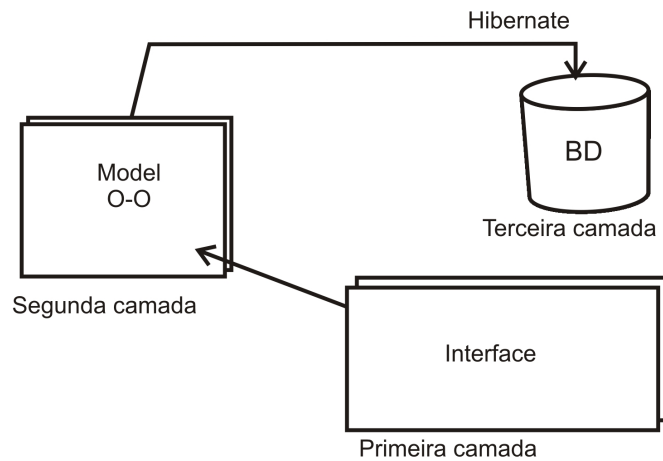 Hibernate
Model
O-O
BD
Terceira camada
Segunda camada
Interface
Primeira camada